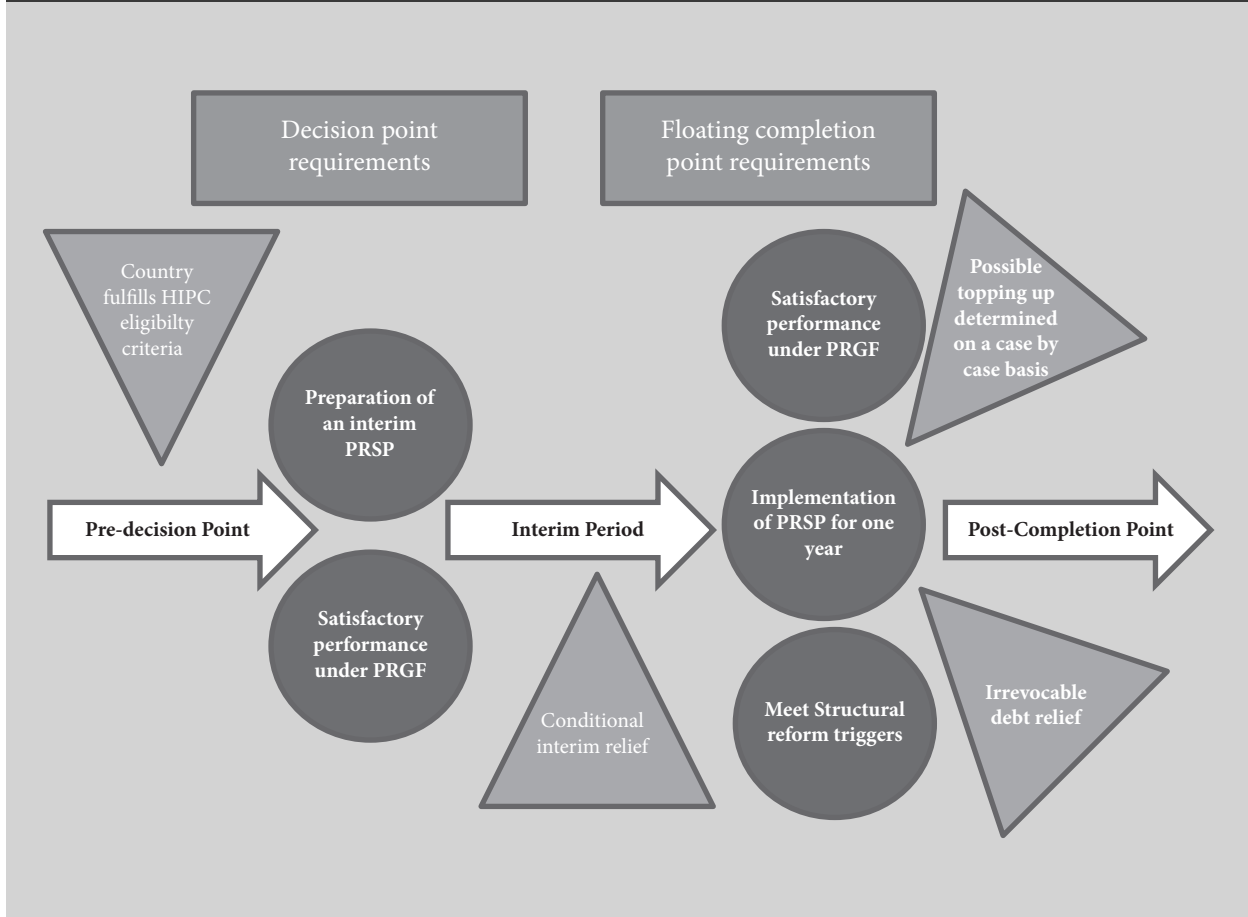 Decision point
requirements
Floating completion
point requirements
Country
fulfills HIPC
eligibilty
criteria
Preparation of
an interim
PRSP
Satisfactory
performance
under PRGF
Possible
topping up
determined
on a case by
case basis
Pre-decision Point
Interim Period
Implementation
of PRSP for one
year
Post-Completion Point
Satisfactory
performance
under PRGF
Conditional
interim relief
Meet Structural
reform triggers
Irrevocable
debt relief